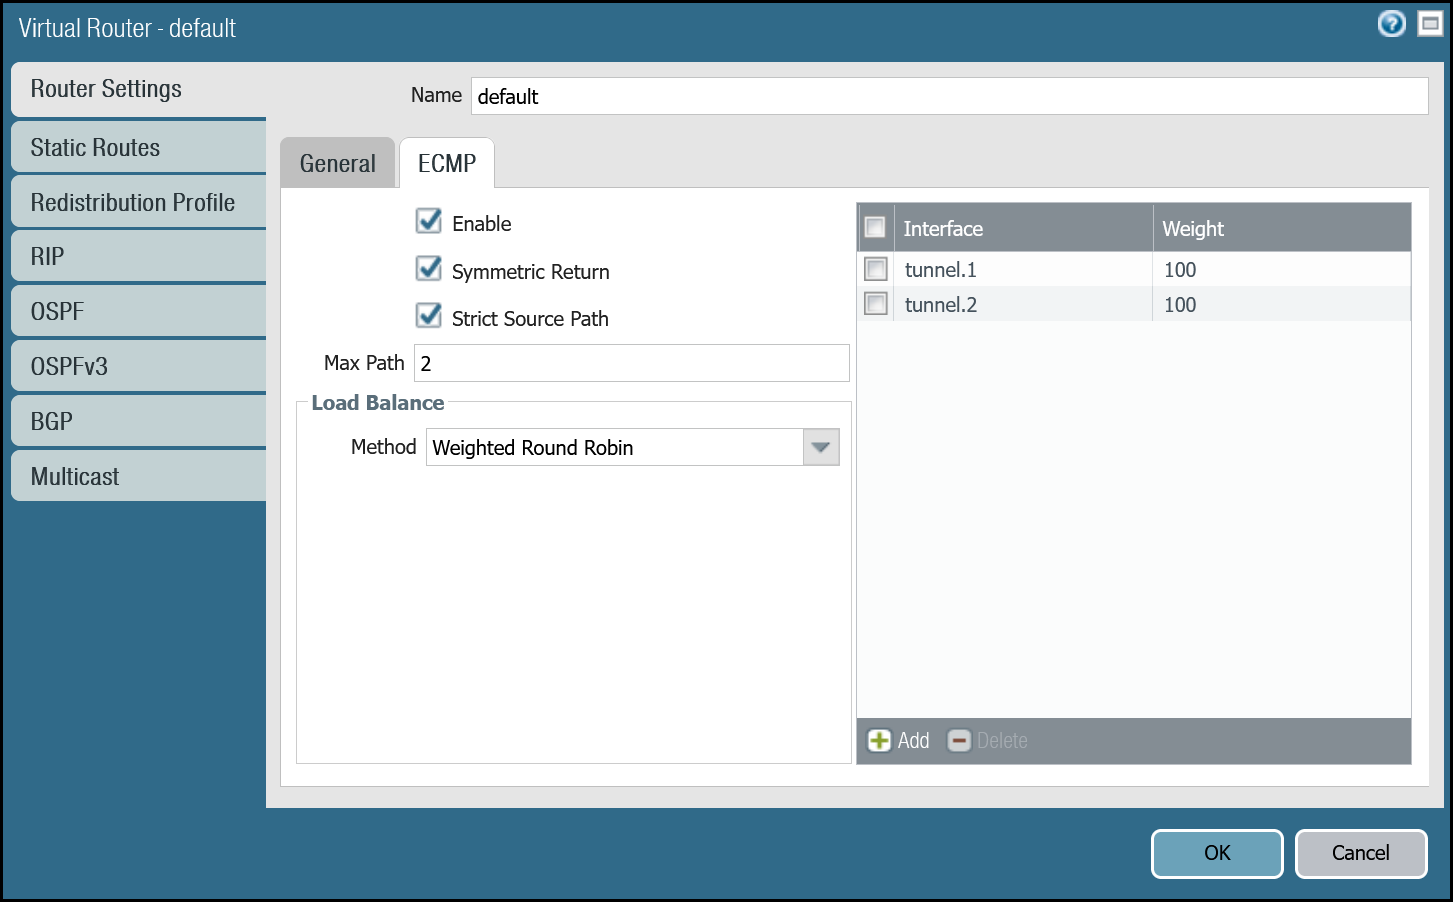 Virtual Router - default
Router Settings
Static Routes
Redistribution Profile
RIP
OSPF
OSPFv3
BGP
Multicast
Name default
General ECMP
Enable
Symmetric Return
Strict Source Path
Max Path 2
Load Balance
Method Weighted Round Robin
Interface Weight
tunnel.1 100
tunnel.2 100
Add Delete
OK Cancel